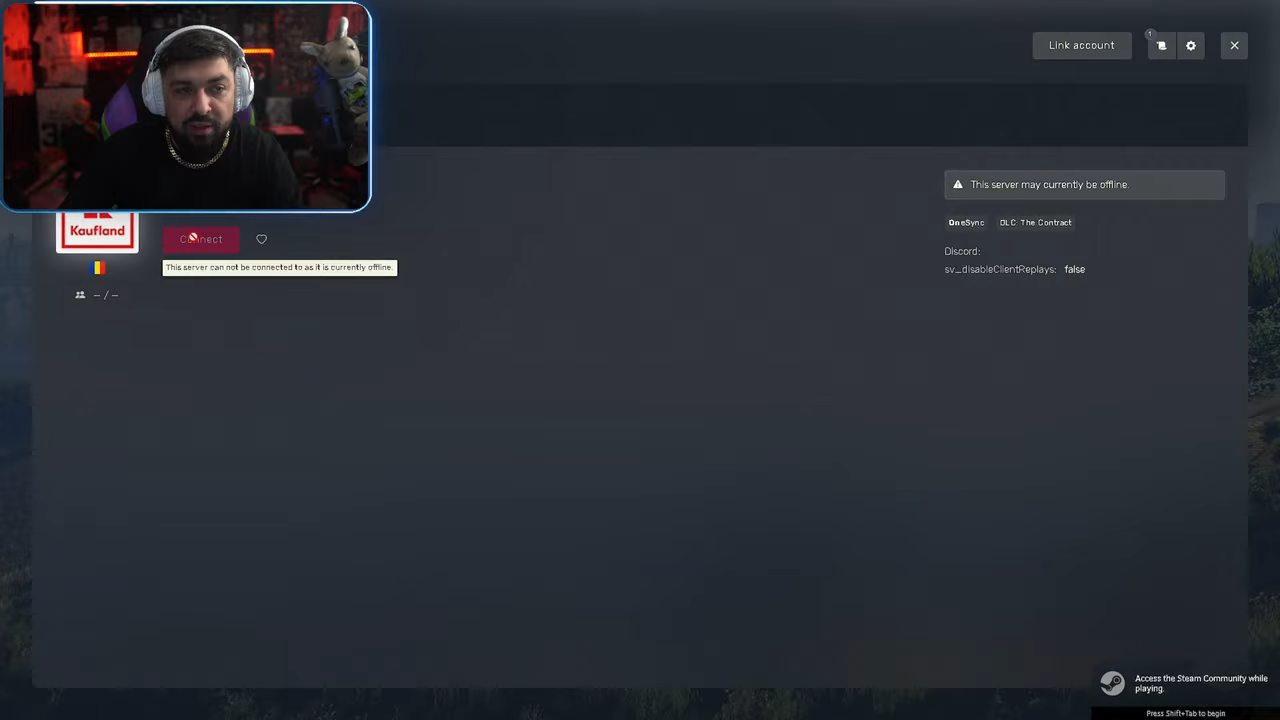 Link account
1
This server may currently be offline.
Kaufland
Connect
This server can not be connected to as it is currently offline.
OneSync
DLC: The Contract
Discord:
sv_disableClientReplays: false
– / –
Access the Steam Community while
playing.
Press Shift+Tab to begin